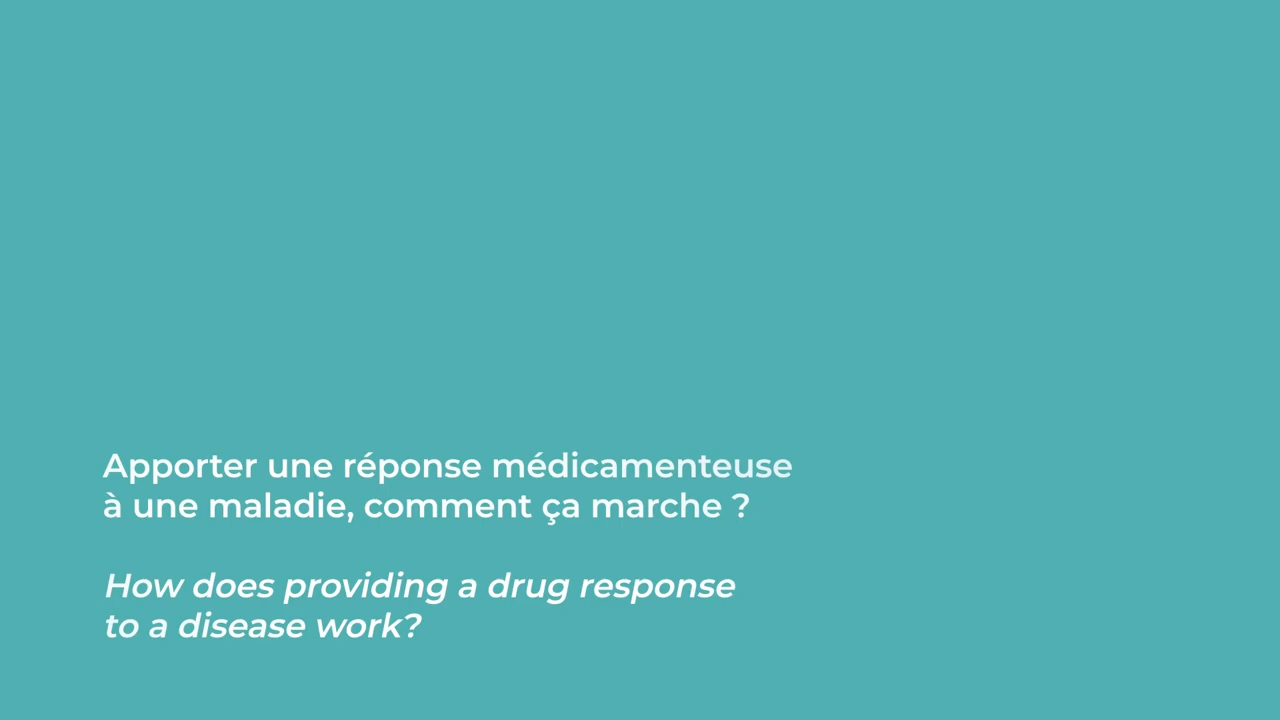 Apporter une réponse médicamenteuse
à une maladie, comment ça marche ?
How does providing a drug response
to a disease work?